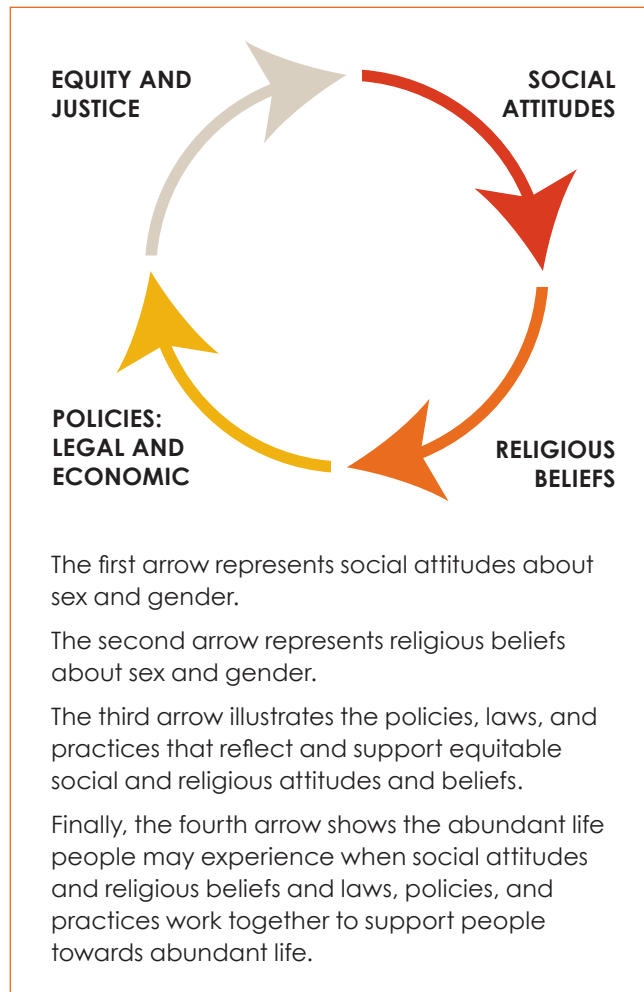 EQUITY AND
JUSTICE
SOCIAL
ATTITUDES
POLICIES:
LEGAL AND
ECONOMIC
RELIGIOUS
BELIEFS
The first arrow represents social attitudes about
sex and gender.
The second arrow represents religious beliefs
about sex and gender.
The third arrow illustrates the policies, laws, and
practices that reflect and support equitable
social and religious attitudes and beliefs.
Finally, the fourth arrow shows the abundant life
people may experience when social attitudes
and religious beliefs and laws, policies, and
practices work together to support people
towards abundant life.